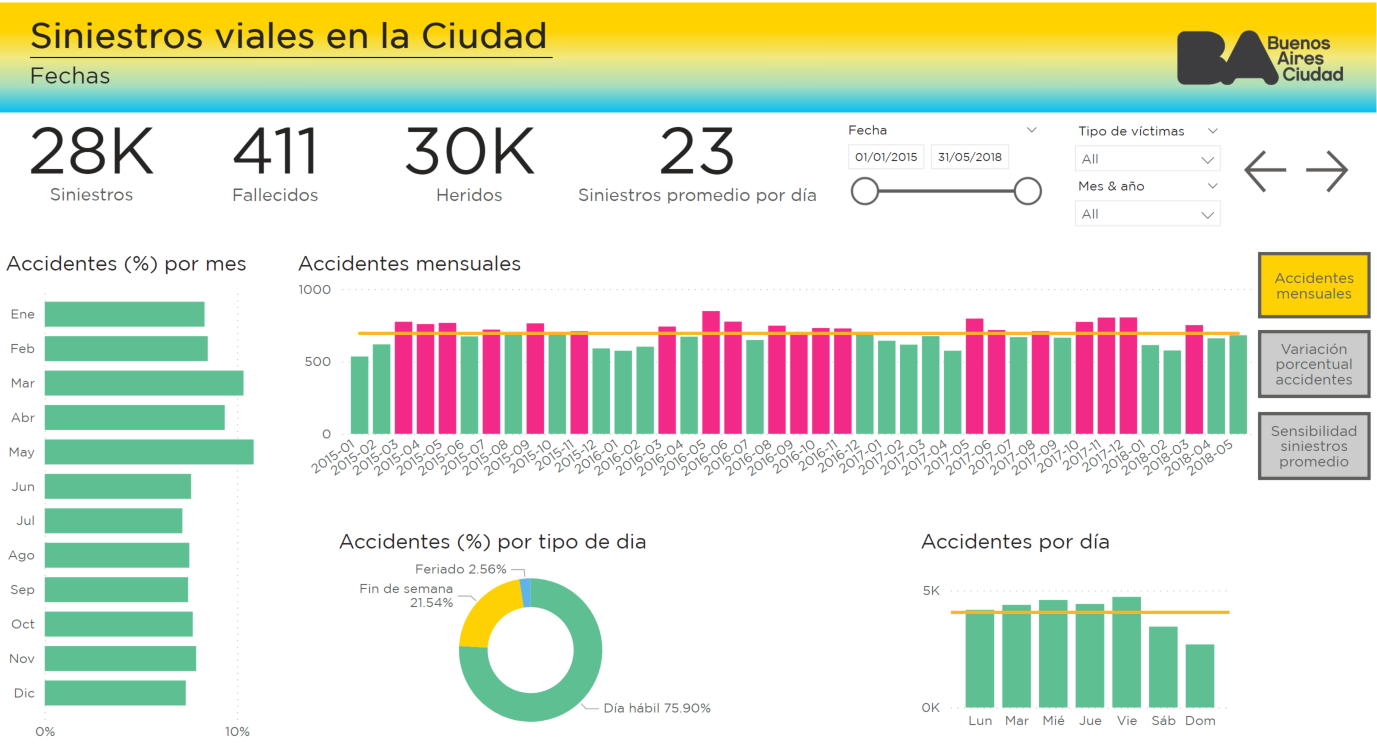 Siniestros viales en la Ciudad
Fechas
Buenos
Aires
Ciudad
28K
Siniestros
411
Fallecidos
30K
Heridos
23
Siniestros promedio por día
Fecha
01/01/2015
31/05/2018
Tipo de víctimas
All
Mes & año
All
Accidentes (%) por mes
Ene
Feb
Mar
Abr
May
Jun
Jul
Ago
Sep
Oct
Nov
Dic
0%
10%
Accidentes mensuales
1000
500
0
2015-01
2015-02
2015-03
2015-04
2015-05
2015-06
2015-07
2015-08
2015-09
2015-10
2015-11
2015-12
2016-01
2016-02
2016-03
2016-04
2016-05
2016-06
2016-07
2016-08
2016-09
2016-10
2016-11
2016-12
2017-01
2017-02
2017-03
2017-04
2017-05
2017-06
2017-07
2017-08
2017-09
2017-10
2017-11
2017-12
2018-01
2018-02
2018-03
2018-04
2018-05
Accidentes
mensuales
Variación
porcentual
accidentes
Sensibilidad
siniestros
promedio
Accidentes (%) por tipo de dia
Feriado 2.56%
Fin de semana
21.54%
Día hábil 75.90%
Accidentes por día
5K
0K
Lun Mar Mié Jue Vie Sáb Dom